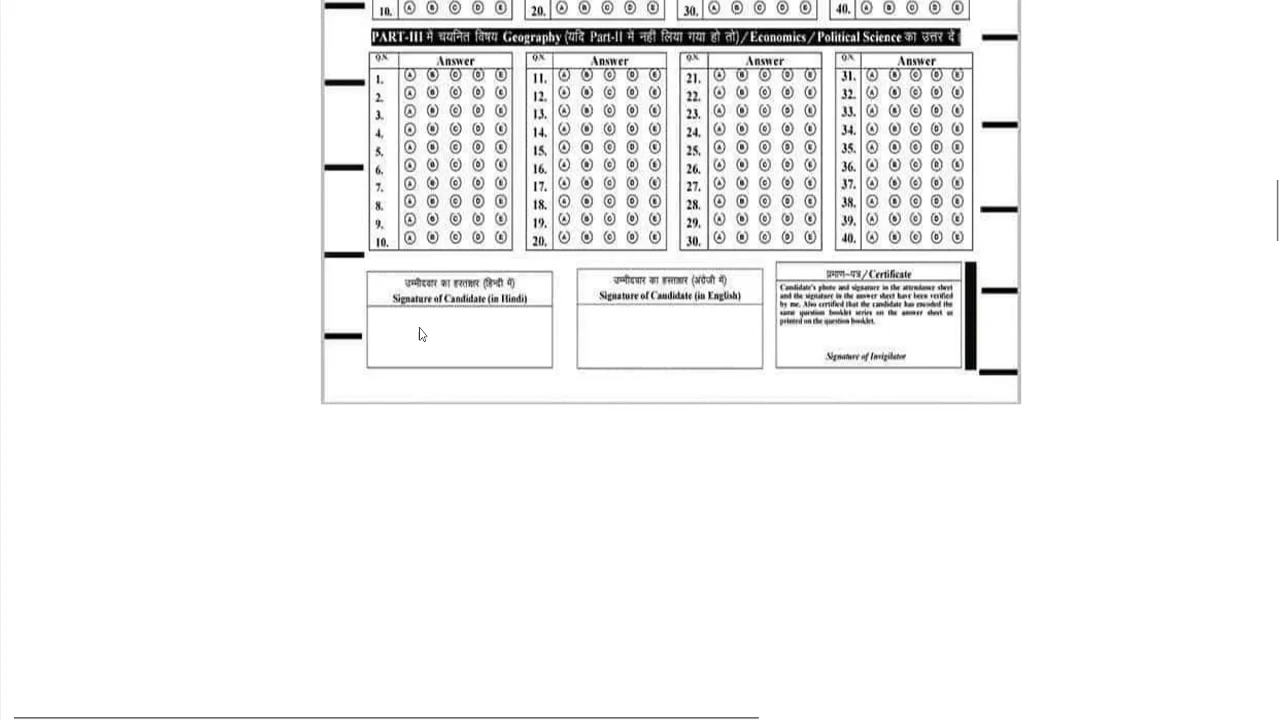 10. A B C D E 20. A B C D E 30. A B C D E 40. A B C D E
PART-III में चयनित विषय Geography (यदि Part-II में नहीं लिया गया हो तो)/Economics/Political Science का उत्तर दें
Q.N. Answer Q.N. Answer Q.N. Answer Q.N. Answer
1. A B C D E 11. A B C D E 21. A B C D E 31. A B C D E
2. A B C D E 12. A B C D E 22. A B C D E 32. A B C D E
3. A B C D E 13. A B C D E 23. A B C D E 33. A B C D E
4. A B C D E 14. A B C D E 24. A B C D E 34. A B C D E
5. A B C D E 15. A B C D E 25. A B C D E 35. A B C D E
6. A B C D E 16. A B C D E 26. A B C D E 36. A B C D E
7. A B C D E 17. A B C D E 27. A B C D E 37. A B C D E
8. A B C D E 18. A B C D E 28. A B C D E 38. A B C D E
9. A B C D E 19. A B C D E 29. A B C D E 39. A B C D E
10. A B C D E 20. A B C D E 30. A B C D E 40. A B C D E
उम्मीदवार का हस्ताक्षर (हिन्दी में)
Signature of Candidate (in Hindi)
उम्मीदवार का हस्ताक्षर (अंग्रेजी में)
Signature of Candidate (in English)
प्रमाण-पत्र/Certificate
Candidate's photo and signature in the attendance sheet
and the signature in the answer sheet have been verified
by me. Also certified that the candidate has encoded the
same question booklet series on the answer sheet as
printed on the question booklet.
Signature of Invigilator